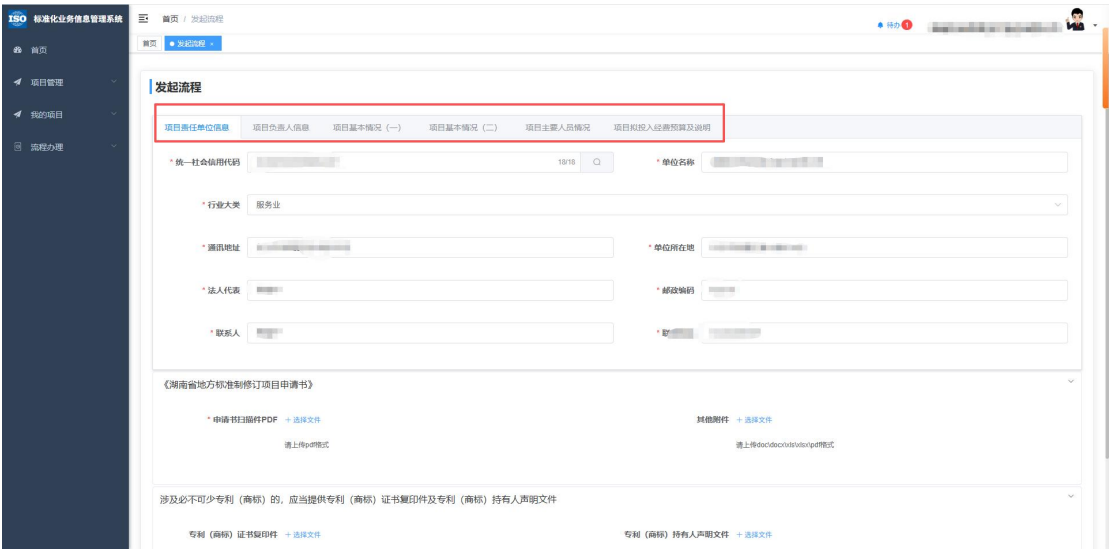 ISO 标准化业务信息管理系统
首页 / 发起流程
待办 1
首页
首页 发起流程 ×
项目管理
发起流程
我的项目
项目责任单位信息 项目负责人信息 项目基本情况（一） 项目基本情况（二） 项目主要人员情况 项目拟投入经费预算及说明
流程办理
* 统一社会信用代码 18/18 * 单位名称
* 行业大类 服务业
* 通讯地址 * 单位所在地
* 法人代表 * 邮政编码
* 联系人 * 联
《湖南省地方标准制修订项目申请书》
* 申请书扫描件PDF + 选择文件 其他附件 + 选择文件
请上传pdf格式 请上传doc\docx\xls\xlsx\pdf格式
涉及必不可少专利（商标）的，应当提供专利（商标）证书复印件及专利（商标）持有人声明文件
专利（商标）证书复印件 + 选择文件 专利（商标）持有人声明文件 + 选择文件